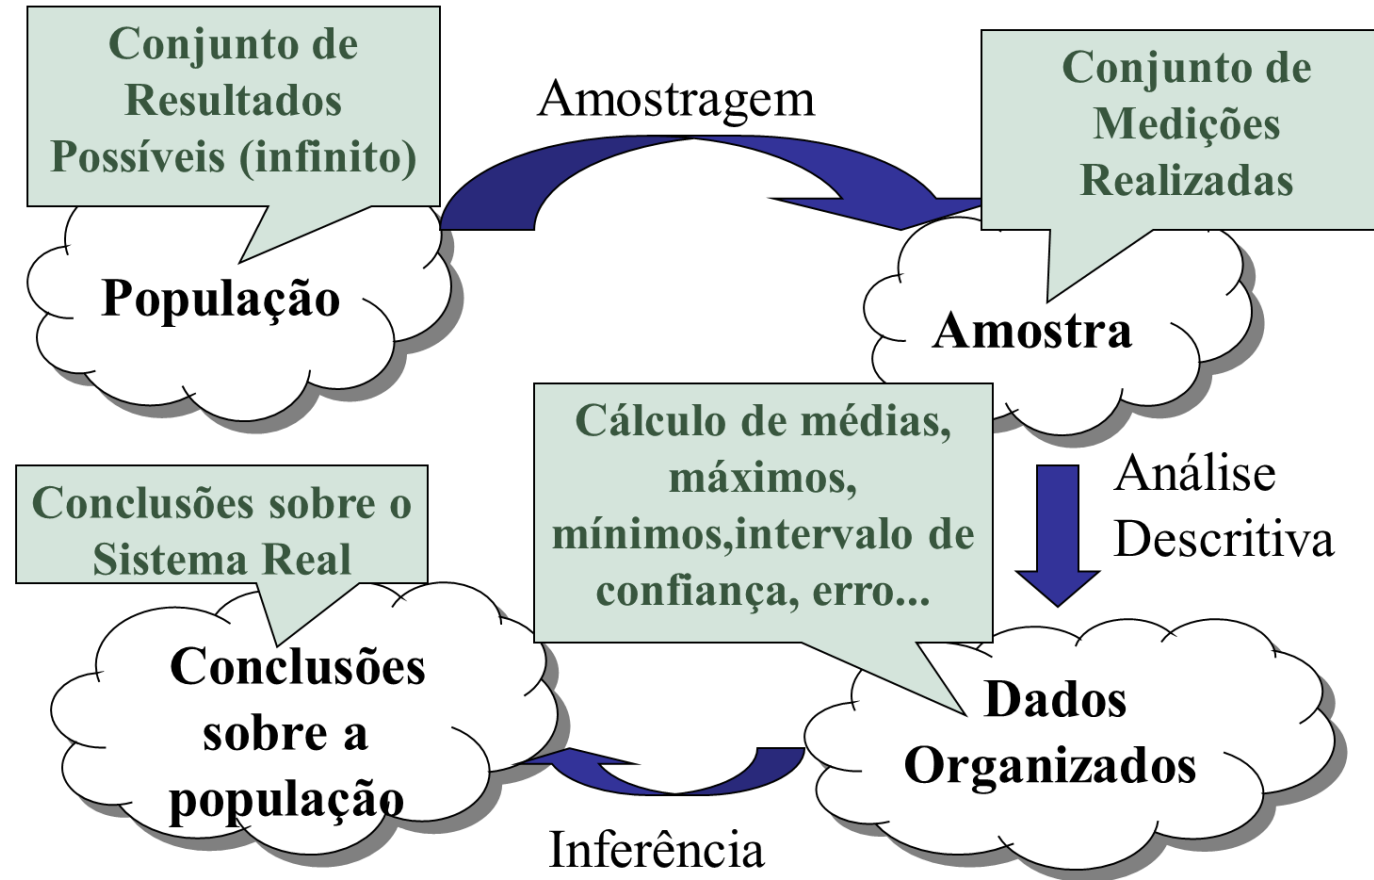 Conjunto de
Resultados
Possíveis (infinito)
Amostragem
Conjunto de
Medições
Realizadas
População
Amostra
Cálculo de médias,
máximos,
mínimos,intervalo de
confiança, erro...
Análise
Descritiva
Conclusões sobre o
Sistema Real
Conclusões
sobre a
população
Dados
Organizados
Inferência